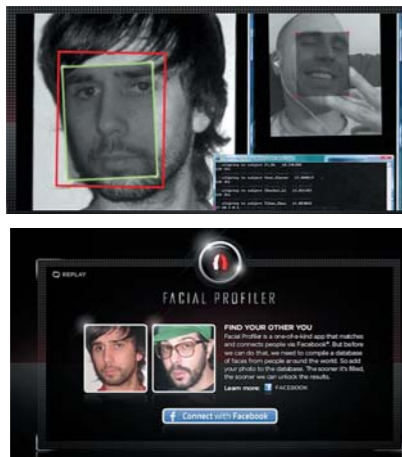 REPLAY
FACIAL PROFILER
FIND YOUR OTHER YOU
Facial Profiler is a one-of-a-kind app that matches
and connects people via Facebook®. But before
we can do that, we need to compile a database
of faces from people around the world. So add
your photo to the database. The sooner it's filled,
the sooner we can unlock the results.
Learn more: f FACEBOOK
f Connect with Facebook